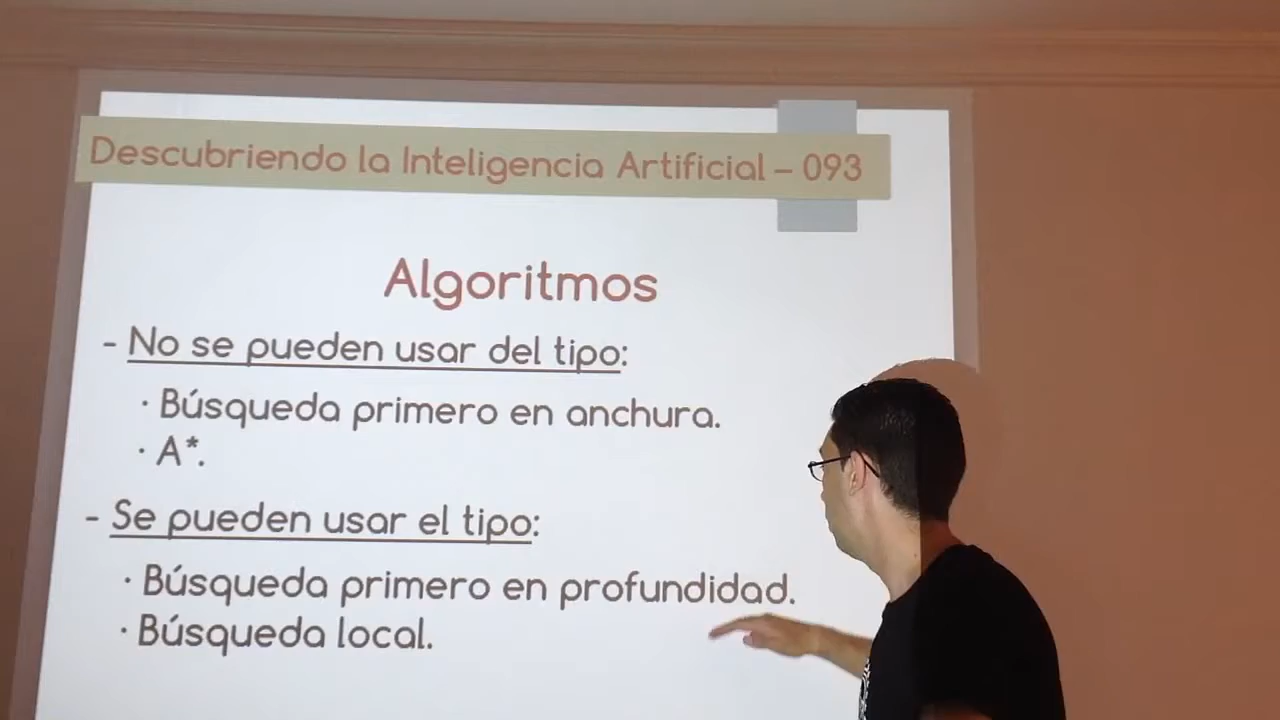 Descubriendo la Inteligencia Artificial – 093
Algoritmos
- No se pueden usar del tipo:
· Búsqueda primero en anchura.
· A*.
- Se pueden usar el tipo:
· Búsqueda primero en profundidad.
· Búsqueda local.